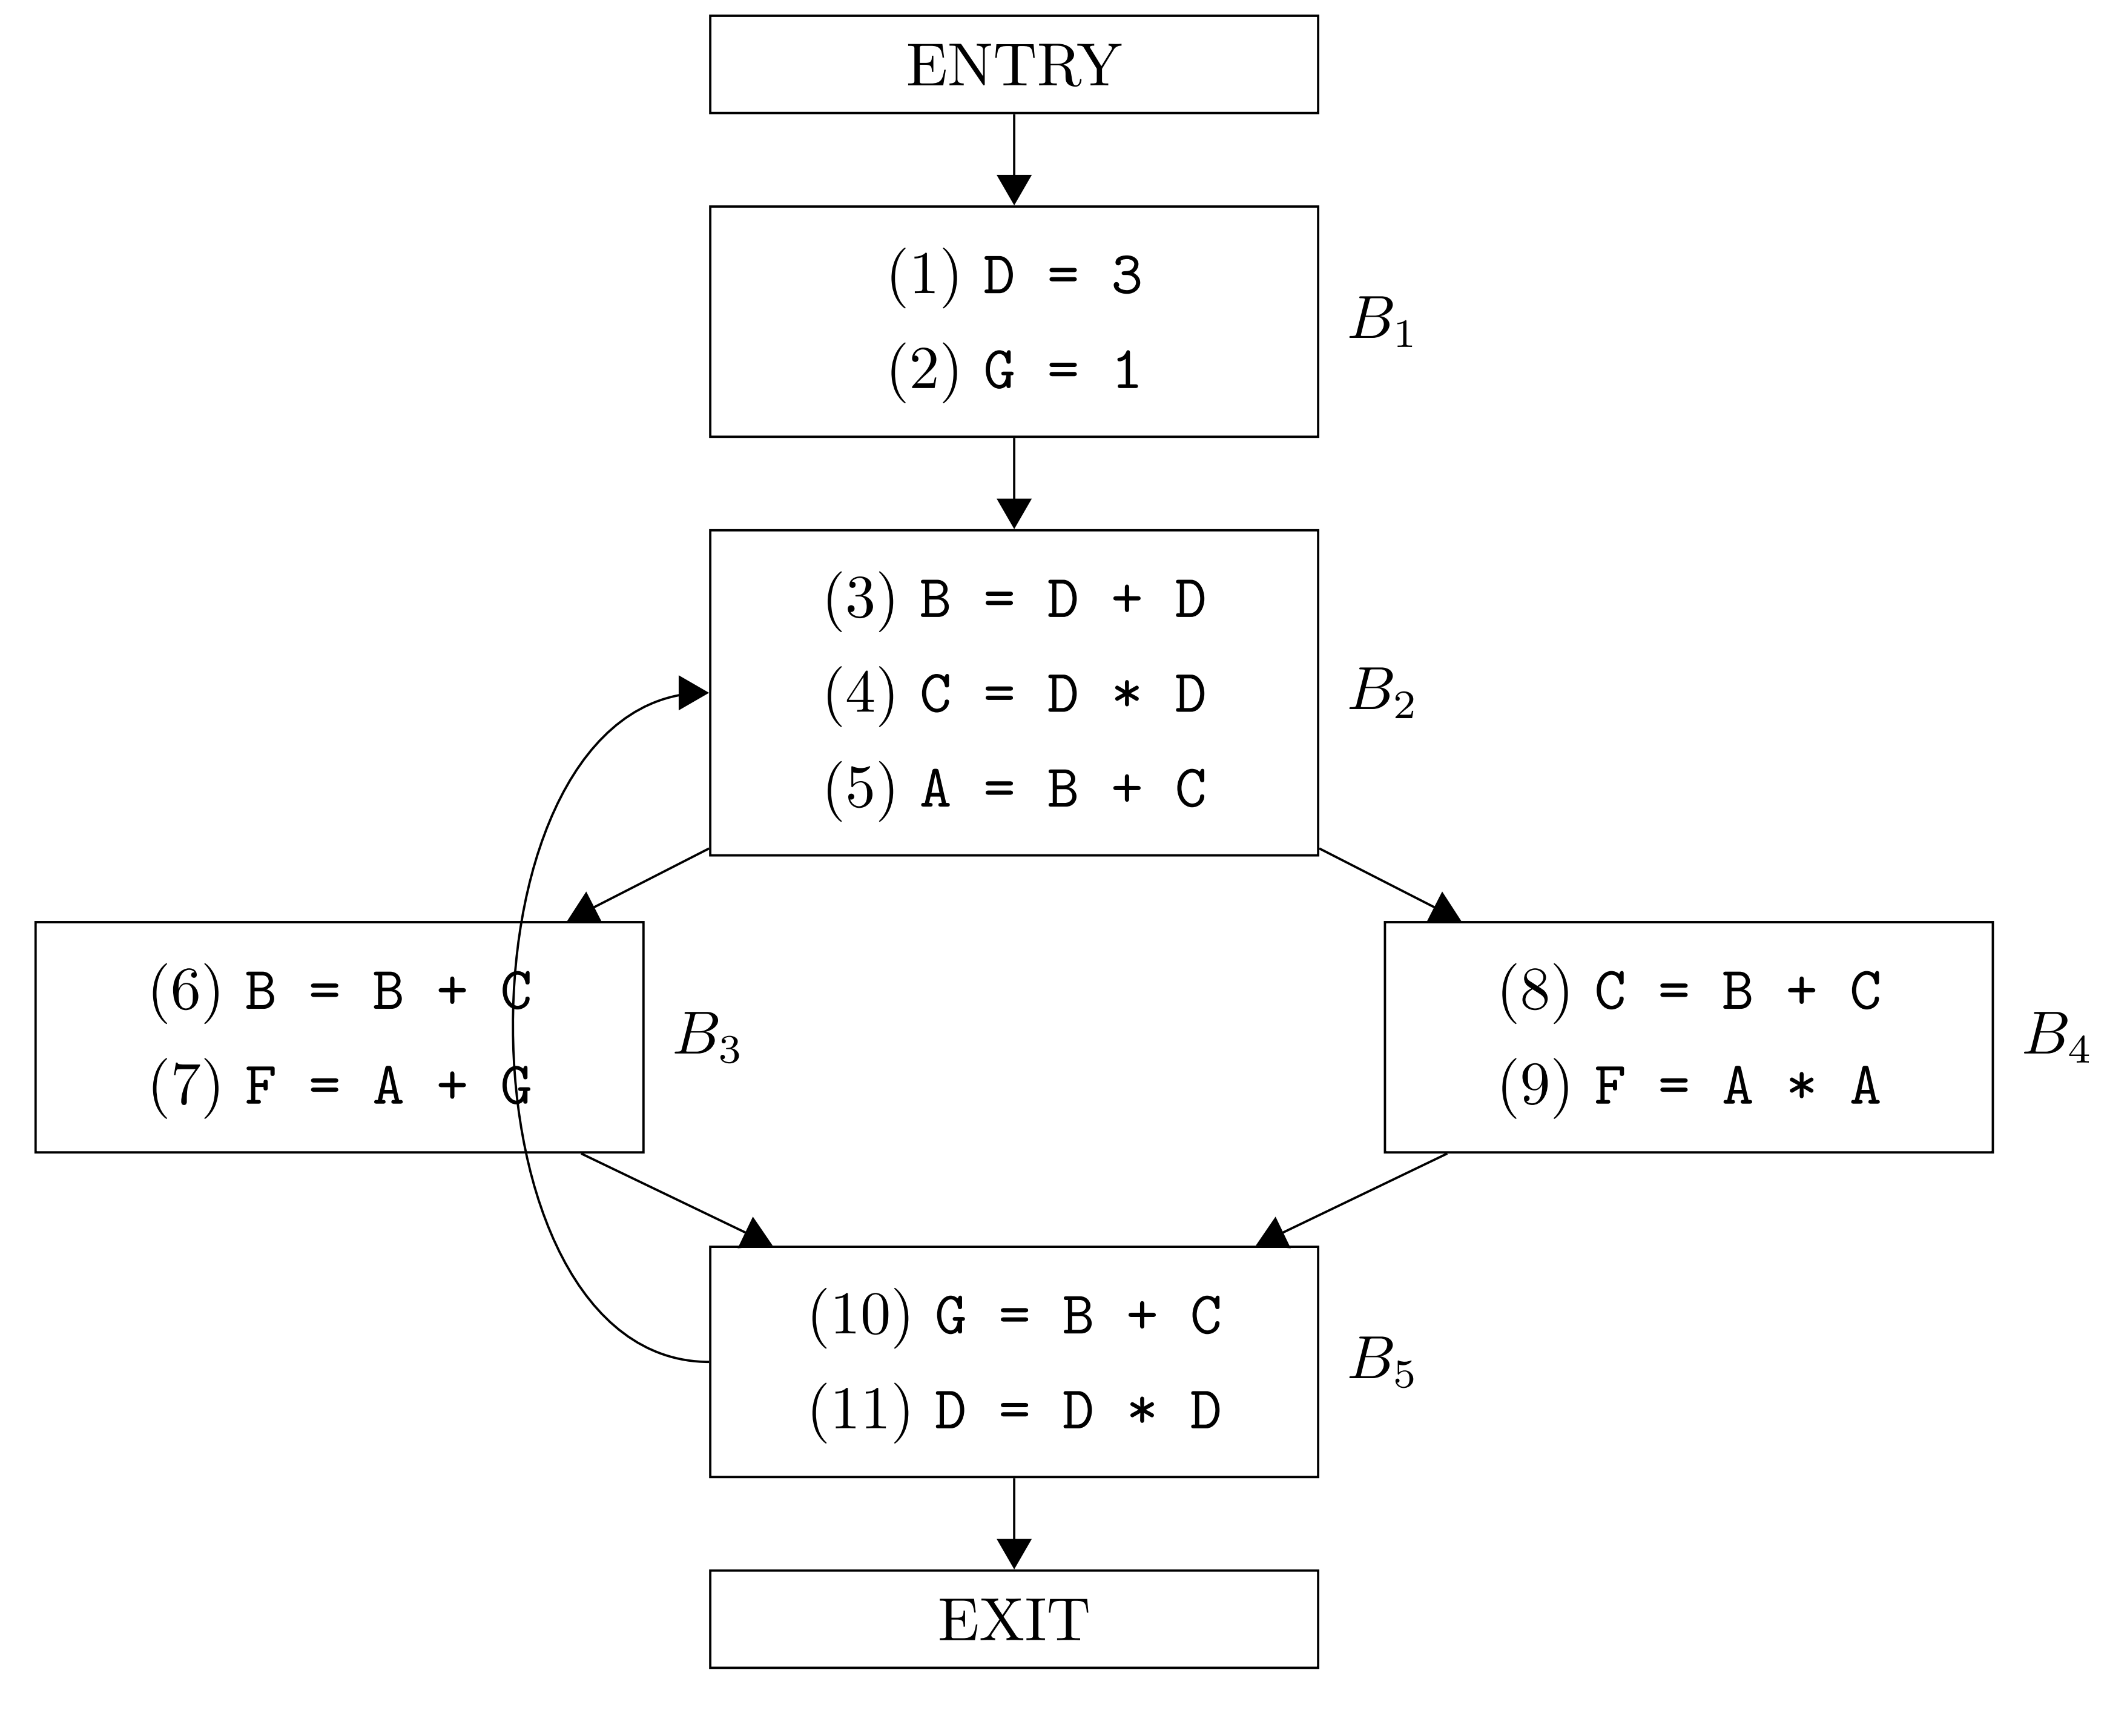 ENTRY
(1) D = 3
(2) G = 1
B₁
(3) B = D + D
(4) C = D * D
(5) A = B + C
B₂
(6) B = B + C
(7) F = A + G
B₃
(8) C = B + C
(9) F = A * A
B₄
(10) G = B + C
(11) D = D * D
B₅
EXIT